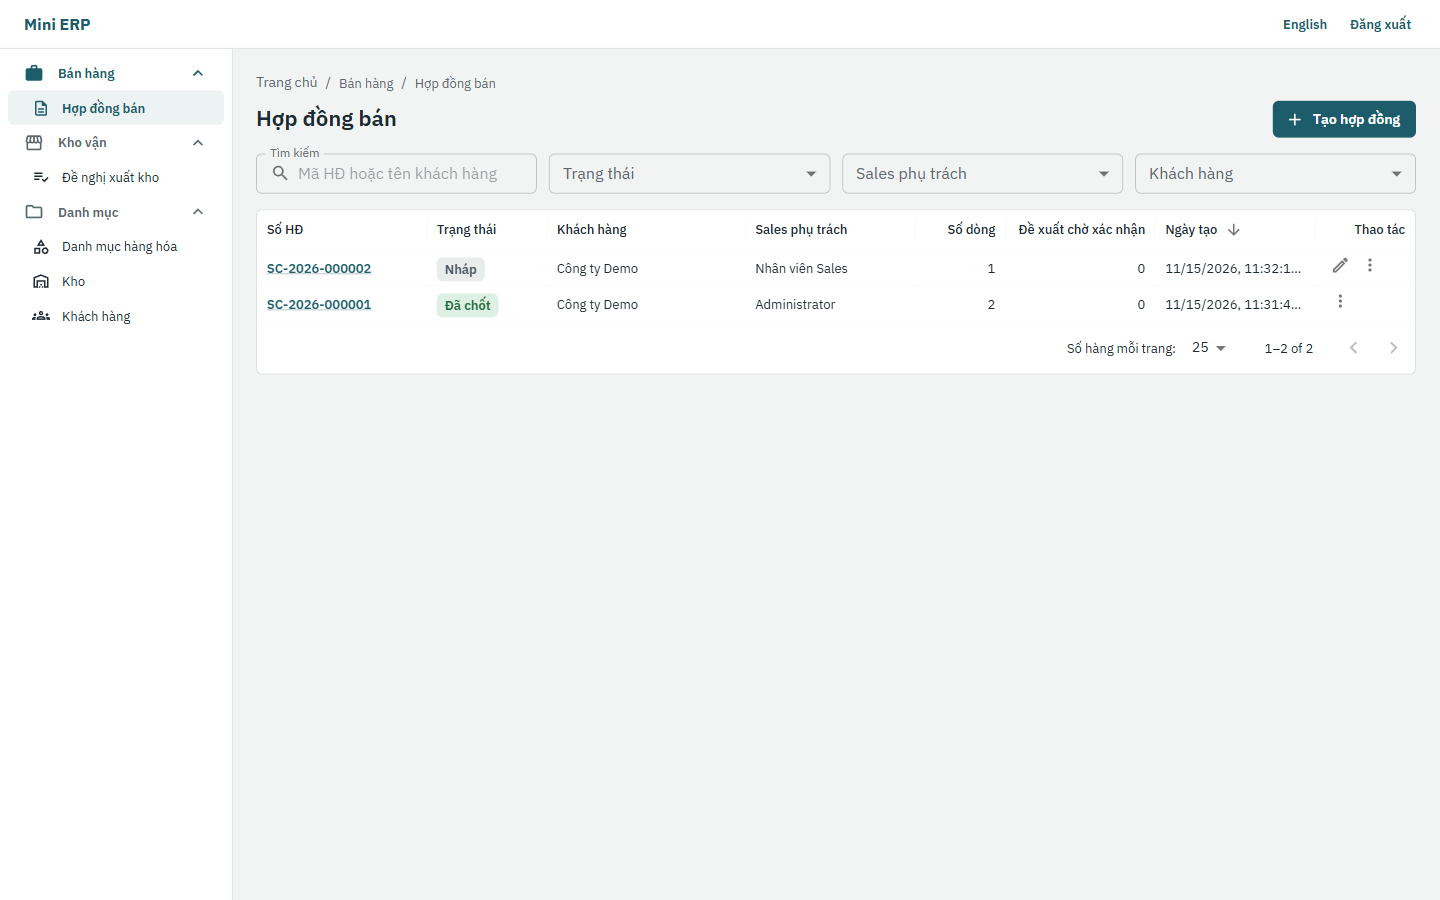 Mini ERP
English
Đăng xuất
Bán hàng
Hợp đồng bán
Kho vận
Đề nghị xuất kho
Danh mục
Danh mục hàng hóa
Kho
Khách hàng
Trang chủ / Bán hàng / Hợp đồng bán
Hợp đồng bán
Tạo hợp đồng
Tìm kiếm
Mã HĐ hoặc tên khách hàng
Trạng thái
Sales phụ trách
Khách hàng
Số HĐ Trạng thái Khách hàng Sales phụ trách Số dòng Đề xuất chờ xác nhận Ngày tạo Thao tác
SC-2026-000002 Nháp Công ty Demo Nhân viên Sales 1 0 11/15/2026, 11:32:1...
SC-2026-000001 Đã chốt Công ty Demo Administrator 2 0 11/15/2026, 11:31:4...
Số hàng mỗi trang: 25 1–2 of 2